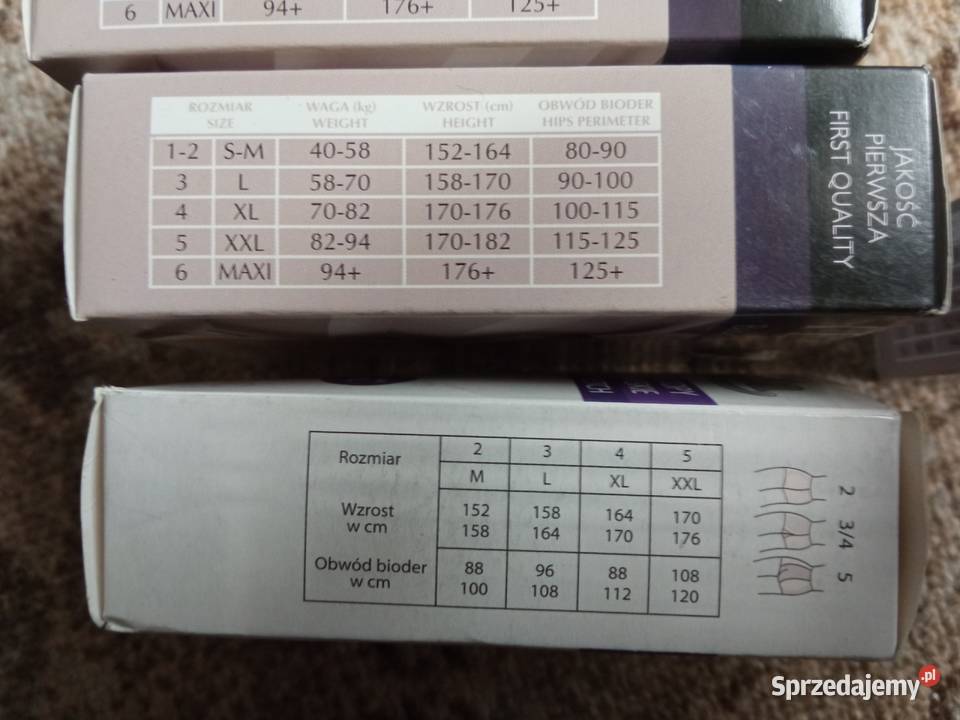 6 MAXI 94+ 176+ 125+
ROZMIAR WAGA (kg) WZROST (cm) OBWÓD BIODER
SIZE WEIGHT HEIGHT HIPS PERIMETER
1-2 S-M 40-58 152-164 80-90
3 L 58-70 158-170 90-100
4 XL 70-82 170-176 100-115
5 XXL 82-94 170-182 115-125
6 MAXI 94+ 176+ 125+
JAKOŚĆ
PIERWSZA
FIRST QUALITY
Rozmiar 2 3 4 5
M L XL XXL
Wzrost 152 158 164 170
w cm 158 164 170 176
Obwód bioder 88 96 88 108
w cm 100 108 112 120
2 3/4 5
Sprzedajemy.pl